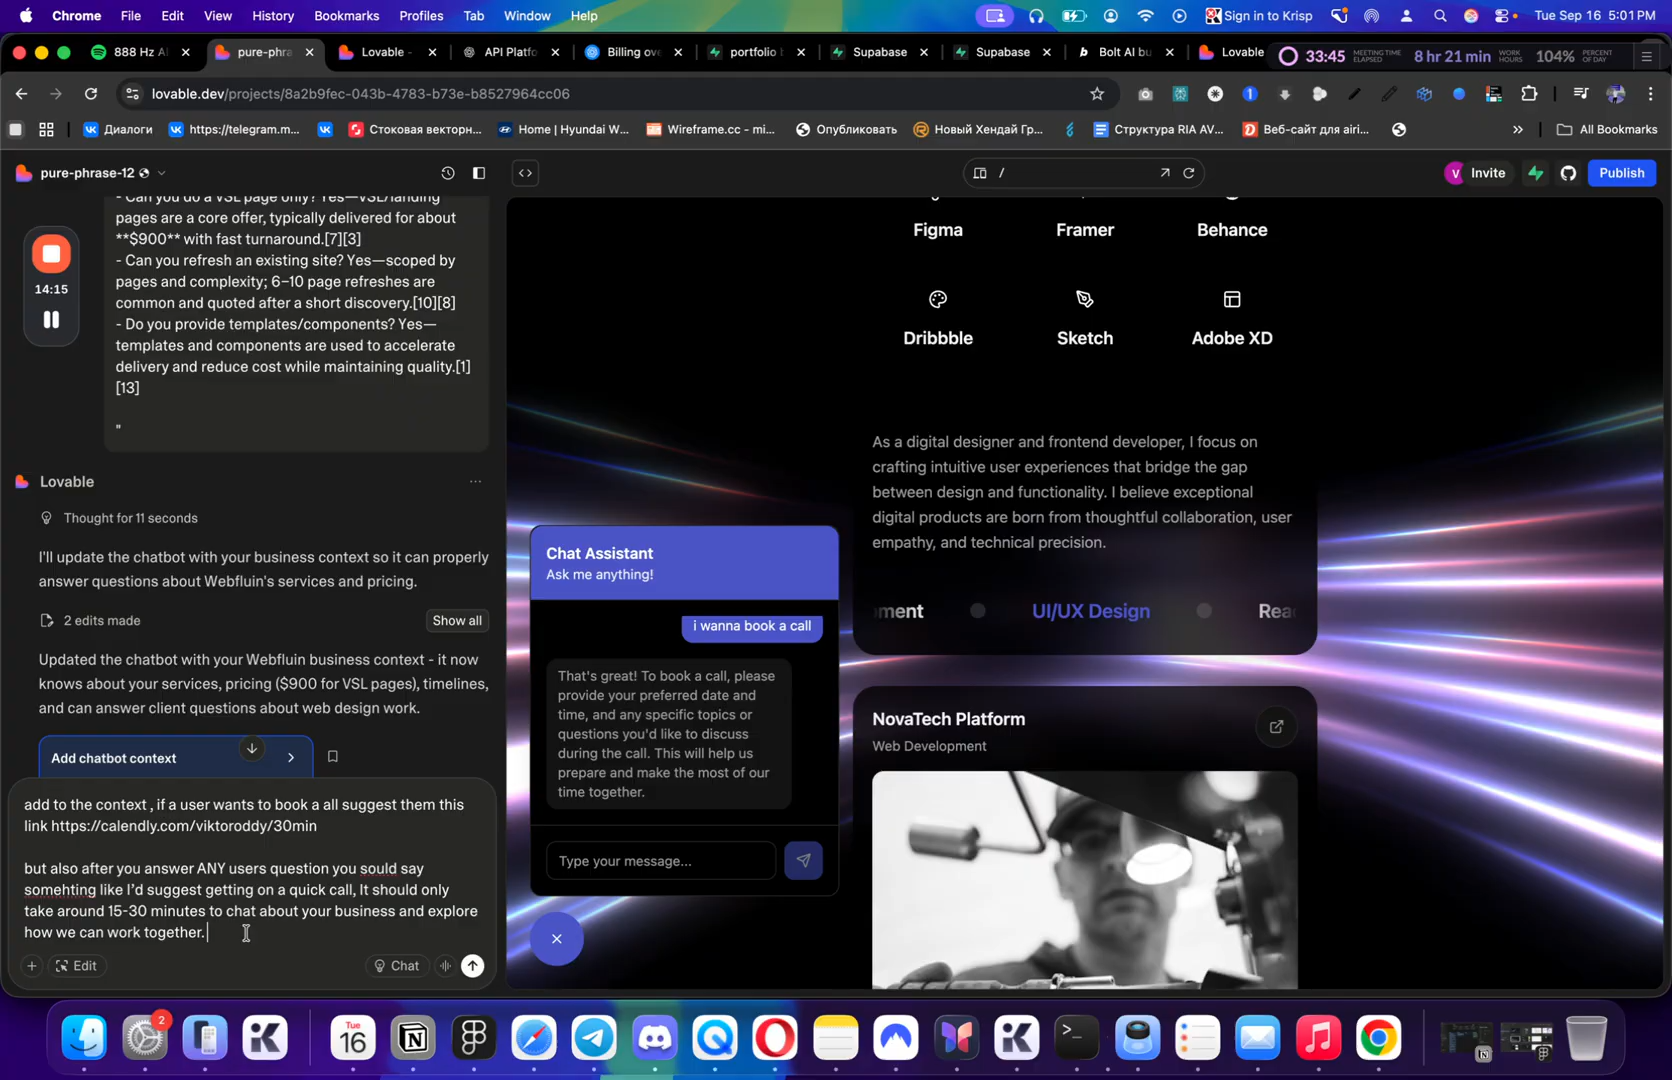 Chrome File Edit View History Bookmarks Profiles Tab Window Help Sign in to Krisp Tue Sep 16 5:01 PM
888 Hz Al pure-phra Lovable - API Platfo Billing ove portfolio Supabase Supabase Bolt AI bu Lovable 33:45 MEETING TIME ELAPSED 8 hr 21 min WORK HOURS 104% PERCENT OF DAY
lovable.dev/projects/8a2b9fec-043b-4783-b73e-b8527964cc06
Диалоги https://telegram.m... Стоковая векторн... Home | Hyundai W... Wireframe.cc - mi... Опубликовать Новый Хендай Гр... Структура RIA AV... Веб-сайт для airi... » All Bookmarks
pure-phrase-12 / V Invite Publish
- Can you do a VSL page only? Yes—VSL/landing
pages are a core offer, typically delivered for about
**$900** with fast turnaround.[7][3]
- Can you refresh an existing site? Yes—scoped by
pages and complexity; 6–10 page refreshes are
common and quoted after a short discovery.[10][8]
- Do you provide templates/components? Yes—
templates and components are used to accelerate
delivery and reduce cost while maintaining quality.[1]
[13]
"
14:15
Lovable
Thought for 11 seconds
I'll update the chatbot with your business context so it can properly
answer questions about Webfluin's services and pricing.
2 edits made Show all
Updated the chatbot with your Webfluin business context - it now
knows about your services, pricing ($900 for VSL pages), timelines,
and can answer client questions about web design work.
Add chatbot context
add to the context , if a user wants to book a all suggest them this
link https://calendly.com/viktoroddy/30min
but also after you answer ANY users question you sould say
somehting like I'd suggest getting on a quick call, It should only
take around 15-30 minutes to chat about your business and explore
how we can work together.
Edit Chat
Figma Framer Behance
Dribbble Sketch Adobe XD
As a digital designer and frontend developer, I focus on
crafting intuitive user experiences that bridge the gap
between design and functionality. I believe exceptional
digital products are born from thoughtful collaboration, user
empathy, and technical precision.
ment UI/UX Design Rea
Chat Assistant
Ask me anything!
i wanna book a call
That's great! To book a call, please
provide your preferred date and
time, and any specific topics or
questions you'd like to discuss
during the call. This will help us
prepare and make the most of our
time together.
Type your message...
NovaTech Platform
Web Development
2 Tue 16